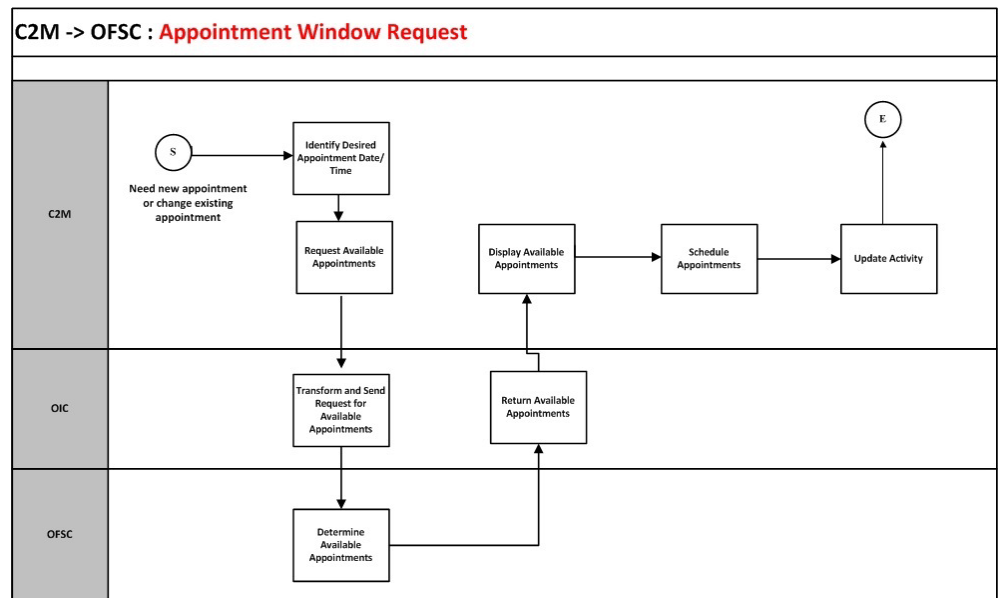 C2M -> OFSC : Appointment Window Request
C2M
S
Need new appointment
or change existing
appointment
Identify Desired
Appointment Date/
Time
Request Available
Appointments
Display Available
Appointments
Schedule
Appointments
Update Activity
E
OIC
Transform and Send
Request for
Available
Appointments
Return Available
Appointments
OFSC
Determine
Available
Appointments